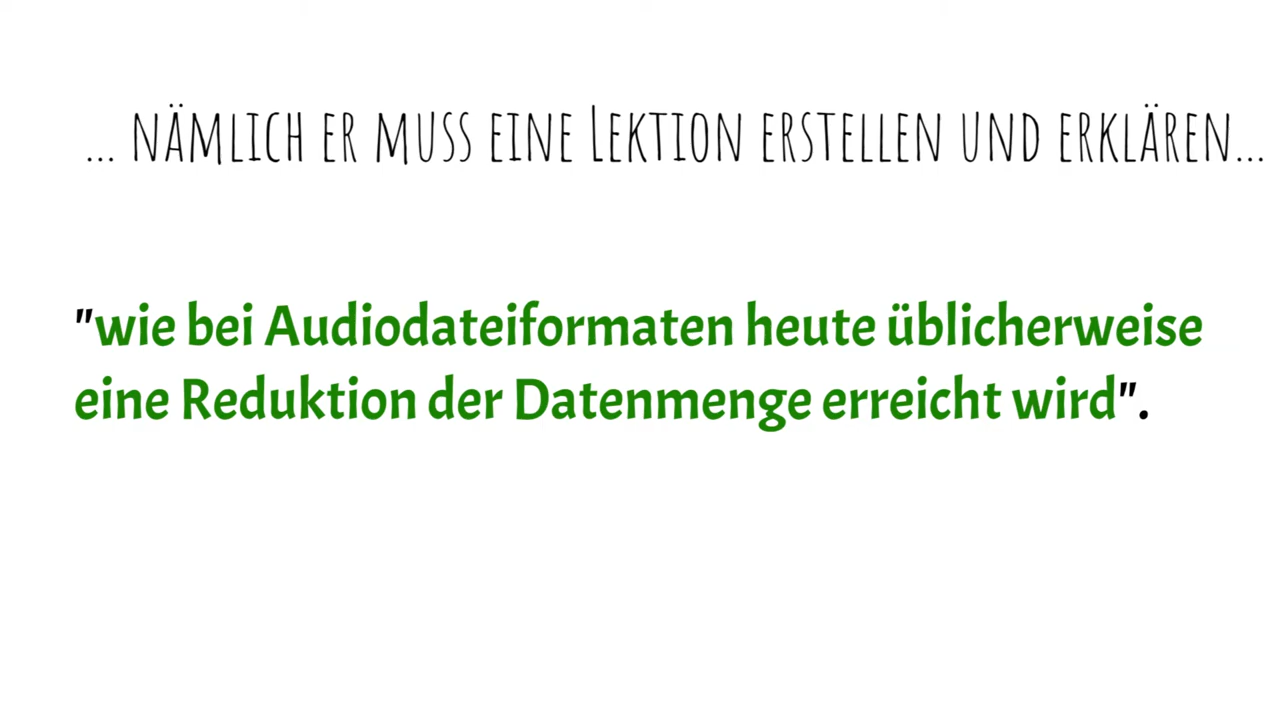 ... nämlich er muss eine Lektion erstellen und erklären...
"wie bei Audiodateiformaten heute üblicherweise
eine Reduktion der Datenmenge erreicht wird".